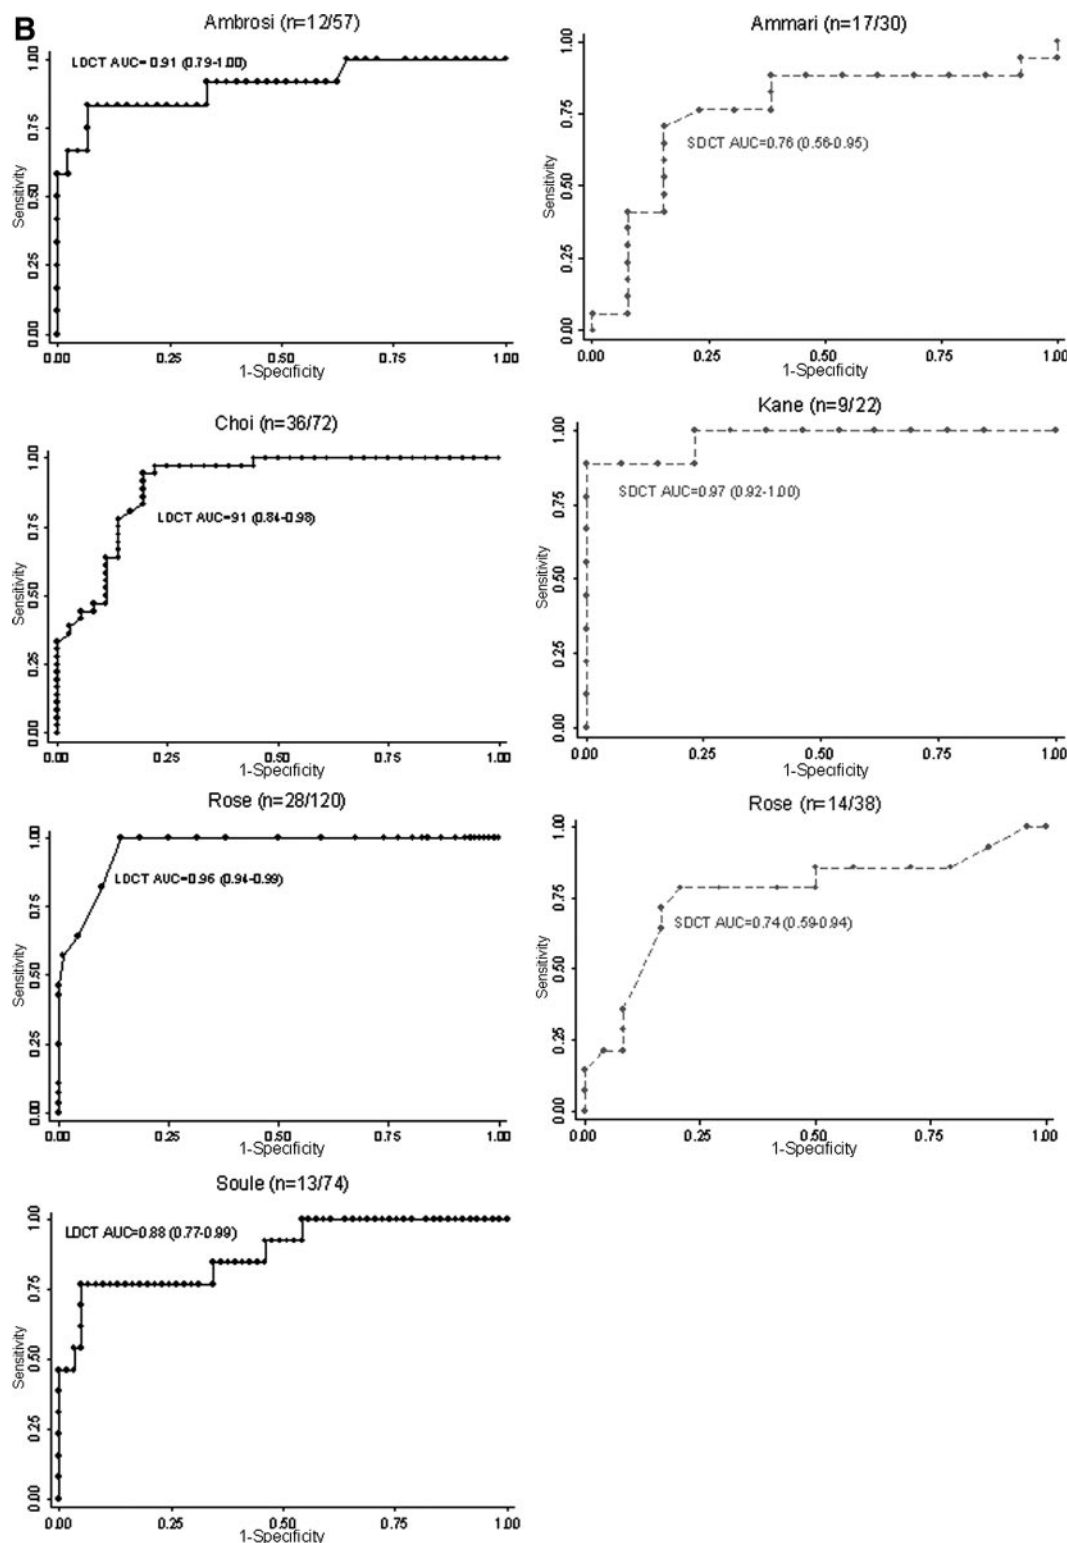 B
Ambrosi (n=12/57)
LDCT AUC= 0.91 (0.79-1.00)
Sensitivity
1.00
0.75
0.50
0.25
0.00
0.00 0.25 0.50 0.75 1.00
1-Specificity
Ammari (n=17/30)
SDCT AUC=0.76 (0.56-0.95)
Sensitivity
1.00
0.75
0.50
0.25
0.00
0.00 0.25 0.50 0.75 1.00
1-Specificity
Choi (n=36/72)
LDCT AUC=91 (0.84-0.98)
Sensitivity
1.00
0.75
0.50
0.25
0.00
0.00 0.25 0.50 0.75 1.00
1-Specificity
Kane (n=9/22)
SDCT AUC=0.97 (0.92-1.00)
Sensitivity
1.00
0.75
0.50
0.25
0.00
0.00 0.25 0.50 0.75 1.00
1-Specificity
Rose (n=28/120)
LDCT AUC=0.96 (0.94-0.99)
Sensitivity
1.00
0.75
0.50
0.25
0.00
0.00 0.25 0.50 0.75 1.00
1-Specificity
Rose (n=14/38)
SDCT AUC=0.74 (0.59-0.94)
Sensitivity
1.00
0.75
0.50
0.25
0.00
0.00 0.25 0.50 0.75 1.00
1-Specificity
Soule (n=13/74)
LDCT AUC=0.88 (0.77-0.99)
Sensitivity
1.00
0.75
0.50
0.25
0.00
0.00 0.25 0.50 0.75 1.00
1-Specificity